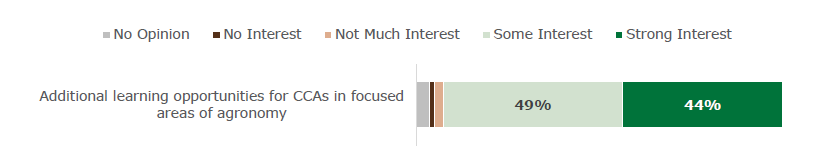 No Opinion No Interest Not Much Interest Some Interest Strong Interest
Additional learning opportunities for CCAs in focused
areas of agronomy
49% 44%